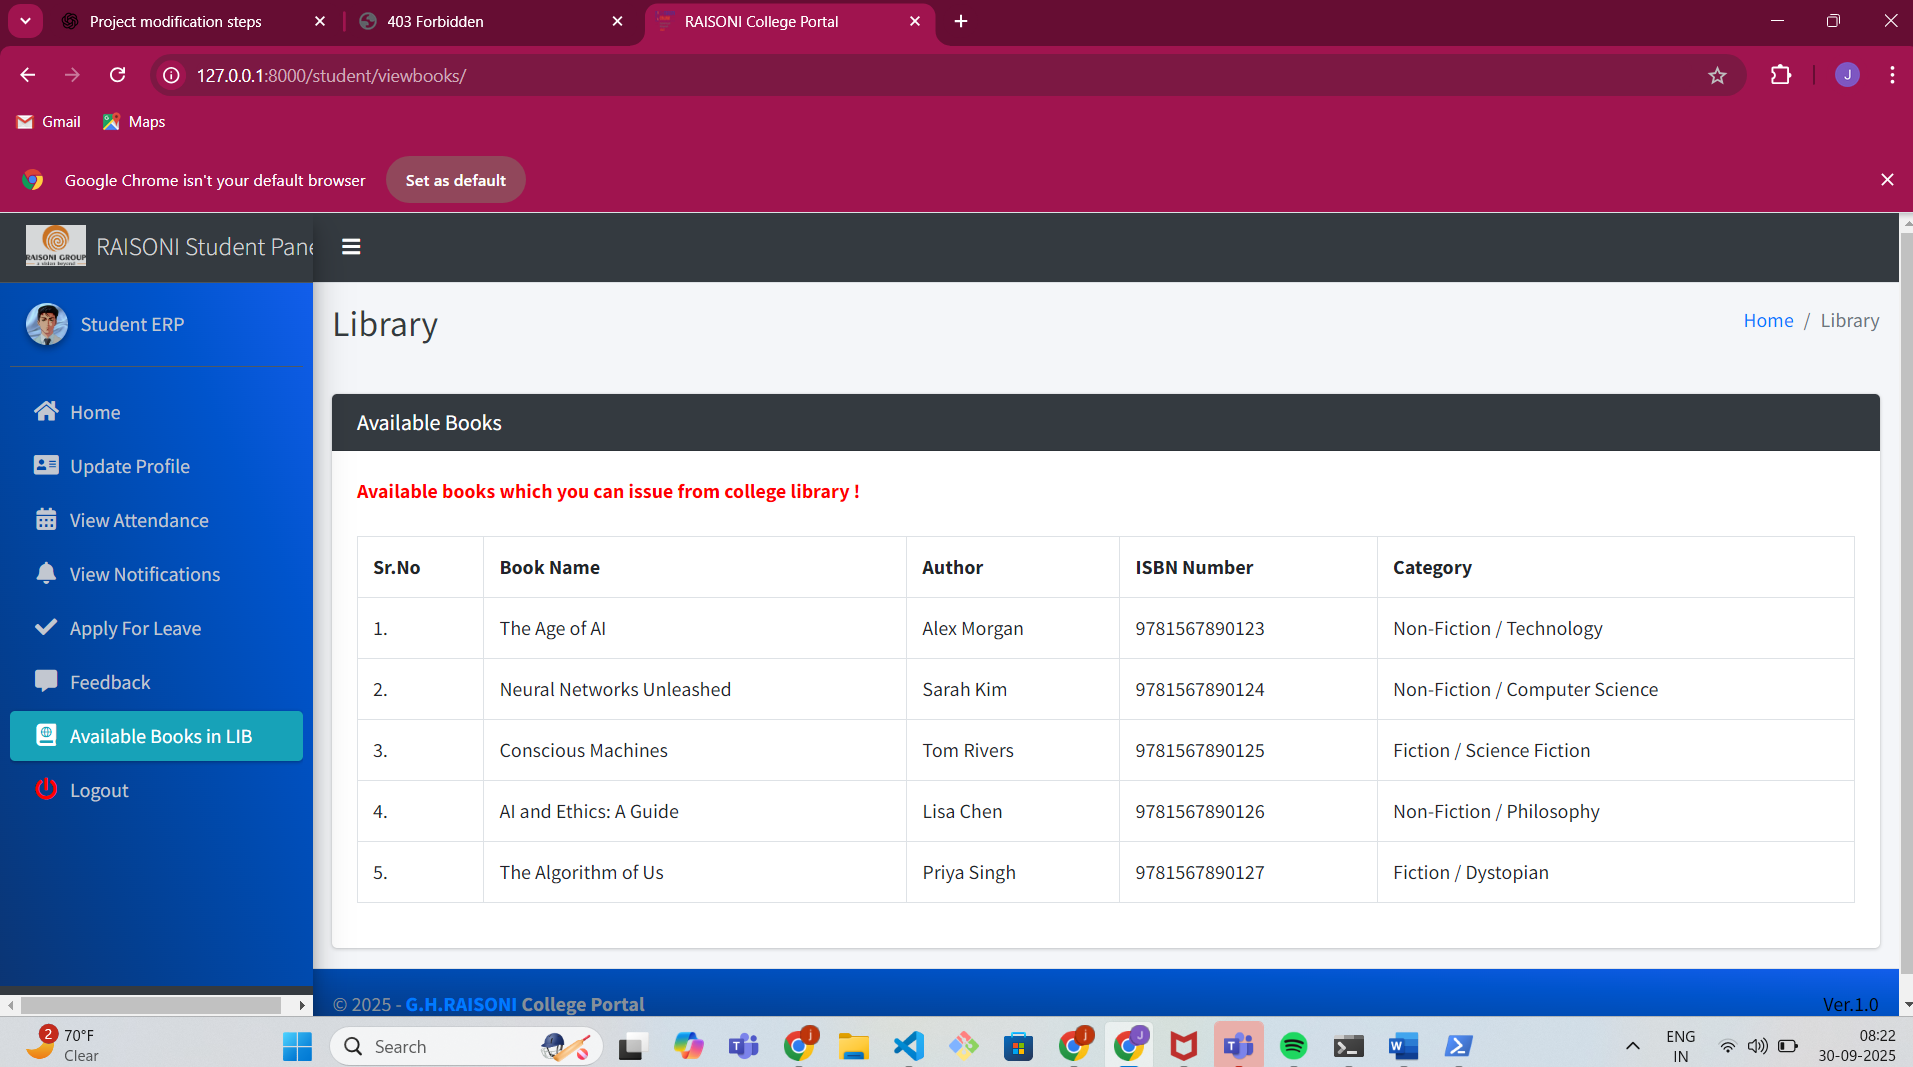 Project modification steps
403 Forbidden
RAISONI College Portal
127.0.0.1:8000/student/viewbooks/
J
Gmail
Maps
Google Chrome isn't your default browser
Set as default
RAISONI GROUP
a vision beyond
RAISONI Student Pane
Student ERP
Home
Update Profile
View Attendance
View Notifications
Apply For Leave
Feedback
Available Books in LIB
Logout
Library
Home / Library
Available Books
Available books which you can issue from college library !
Sr.No Book Name Author ISBN Number Category
1. The Age of AI Alex Morgan 9781567890123 Non-Fiction / Technology
2. Neural Networks Unleashed Sarah Kim 9781567890124 Non-Fiction / Computer Science
3. Conscious Machines Tom Rivers 9781567890125 Fiction / Science Fiction
4. AI and Ethics: A Guide Lisa Chen 9781567890126 Non-Fiction / Philosophy
5. The Algorithm of Us Priya Singh 9781567890127 Fiction / Dystopian
© 2025 - G.H.RAISONI College Portal
Ver.1.0
2
70°F
Clear
Search
T
j
j
J
T
W
ENG
IN
08:22
30-09-2025